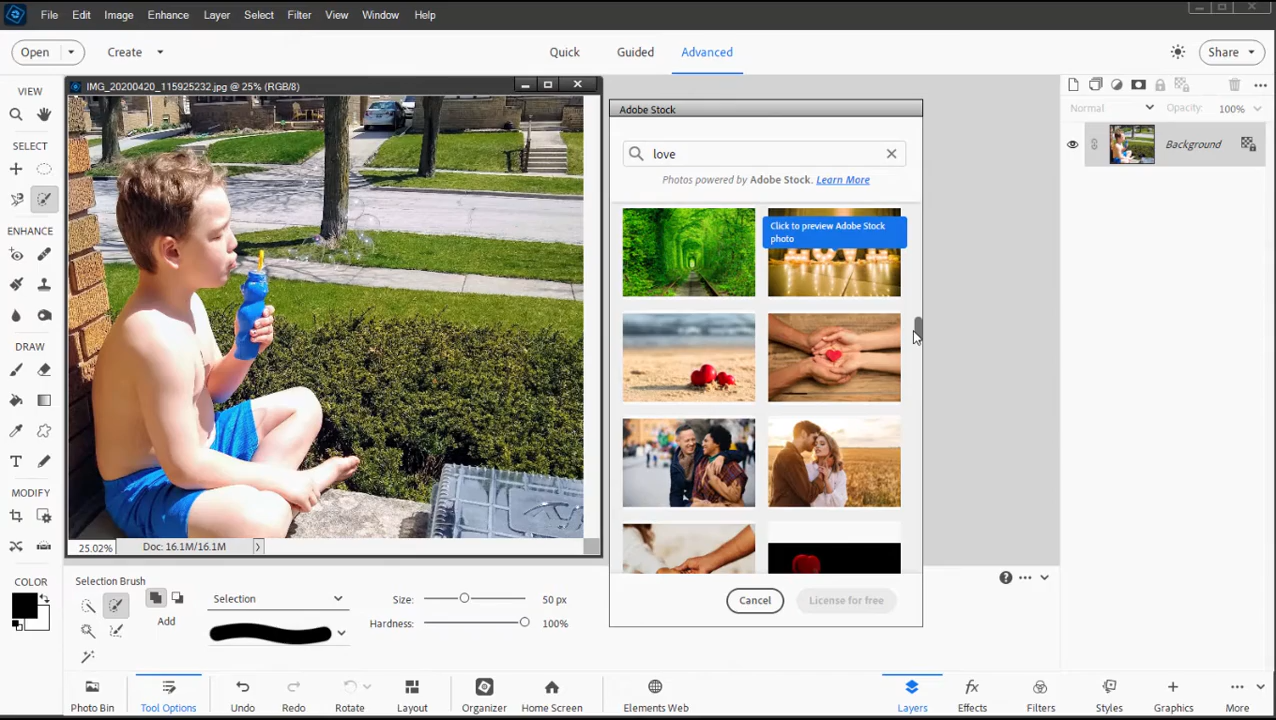 File Edit Image Enhance Layer Select Filter View Window Help
Open Create Quick Guided Advanced Share
VIEW
SELECT
ENHANCE
DRAW
MODIFY
COLOR
IMG_20200420_115925232.jpg @ 25% (RGB/8)
25.02% Doc: 16.1M/16.1M
Adobe Stock
love
Photos powered by Adobe Stock. Learn More
Click to preview Adobe Stock
photo
Cancel License for free
Normal Opacity: 100%
Background
Selection Brush
Add
Selection
Size: 50 px
Hardness: 100%
Photo Bin Tool Options Undo Redo Rotate Layout Organizer Home Screen Elements Web Layers Effects Filters Styles Graphics More